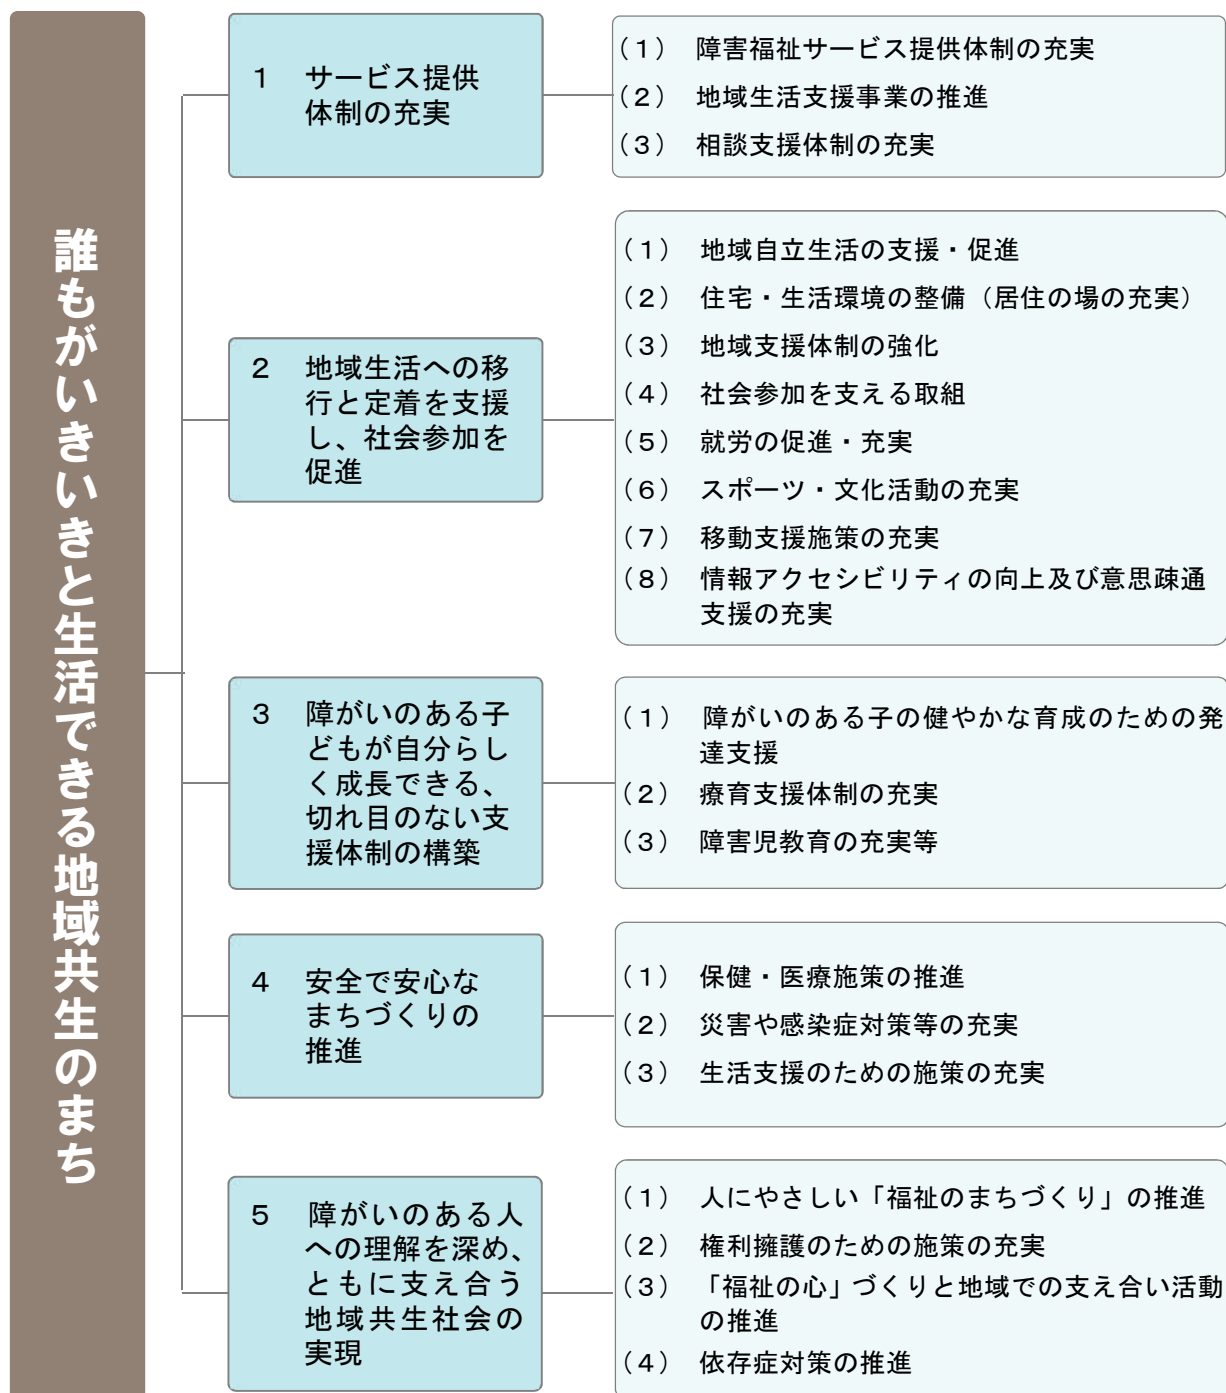 誰もがいきいきと生活できる地域共生のまち
1 サービス提供
体制の充実
（1） 障害福祉サービス提供体制の充実
（2） 地域生活支援事業の推進
（3） 相談支援体制の充実
2 地域生活への移
行と定着を支援
し、社会参加を
促進
（1） 地域自立生活の支援・促進
（2） 住宅・生活環境の整備（居住の場の充実）
（3） 地域支援体制の強化
（4） 社会参加を支える取組
（5） 就労の促進・充実
（6） スポーツ・文化活動の充実
（7） 移動支援施策の充実
（8） 情報アクセシビリティの向上及び意思疎通
支援の充実
3 障がいのある子
どもが自分らし
く成長できる、
切れ目のない支
援体制の構築
（1） 障がいのある子の健やかな育成のための発
達支援
（2） 療育支援体制の充実
（3） 障害児教育の充実等
4 安全で安心な
まちづくりの
推進
（1） 保健・医療施策の推進
（2） 災害や感染症対策等の充実
（3） 生活支援のための施策の充実
5 障がいのある人
への理解を深め、
ともに支え合う
地域共生社会の
実現
（1） 人にやさしい「福祉のまちづくり」の推進
（2） 権利擁護のための施策の充実
（3） 「福祉の心」づくりと地域での支え合い活動
の推進
（4） 依存症対策の推進